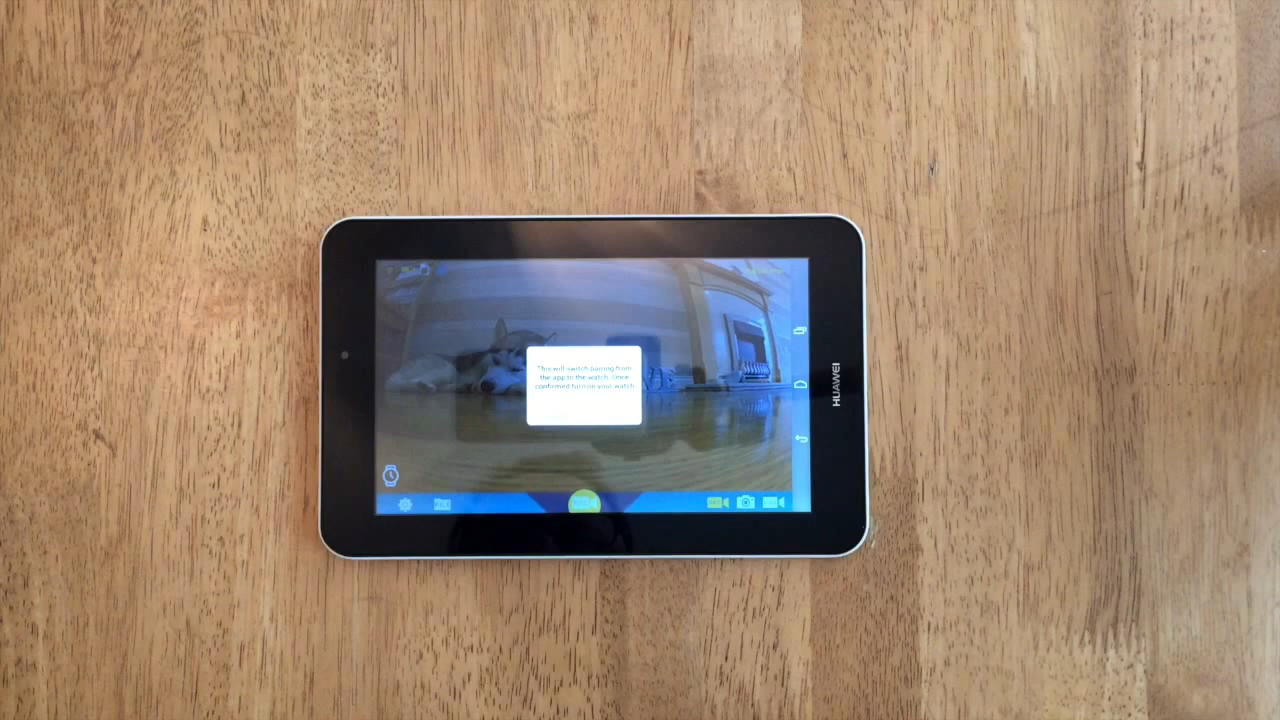 This will switch pairing from
the app to the watch. Once
confirmed turn on your watch
HUAWEI